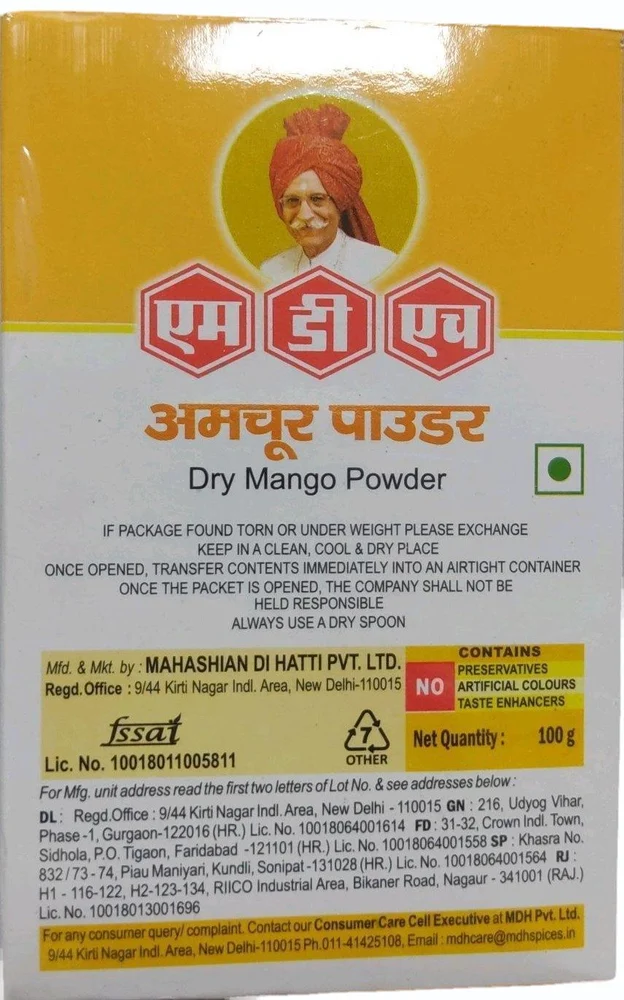 एम डी एच
अमचूर पाउडर
Dry Mango Powder
IF PACKAGE FOUND TORN OR UNDER WEIGHT PLEASE EXCHANGE
KEEP IN A CLEAN, COOL & DRY PLACE
ONCE OPENED, TRANSFER CONTENTS IMMEDIATELY INTO AN AIRTIGHT CONTAINER
ONCE THE PACKET IS OPENED, THE COMPANY SHALL NOT BE
HELD RESPONSIBLE
ALWAYS USE A DRY SPOON
Mfd. & Mkt. by : MAHASHIAN DI HATTI PVT. LTD.
Regd. Office : 9/44 Kirti Nagar Indl. Area, New Delhi-110015
fssai
Lic. No. 10018011005811
7
OTHER
CONTAINS
NO
PRESERVATIVES
ARTIFICIAL COLOURS
TASTE ENHANCERS
Net Quantity : 100 g
For Mfg. unit address read the first two letters of Lot No. & see addresses below :
DL : Regd.Office : 9/44 Kirti Nagar Indl. Area, New Delhi - 110015 GN : 216, Udyog Vihar,
Phase -1, Gurgaon-122016 (HR.) Lic. No. 10018064001614 FD : 31-32, Crown Indl. Town,
Sidhola, P.O. Tigaon, Faridabad -121101 (HR.) Lic. No. 10018064001558 SP : Khasra No.
832 / 73 - 74, Piau Maniyari, Kundli, Sonipat -131028 (HR.) Lic. No. 10018064001564 RJ :
H1 - 116-122, H2-123-134, RIICO Industrial Area, Bikaner Road, Nagaur - 341001 (RAJ.)
Lic. No. 10018013001696
For any consumer query/ complaint. Contact our Consumer Care Cell Executive at MDH Pvt. Ltd.
9/44 Kirti Nagar Indl. Area, New Delhi-110015 Ph.011-41425108, Email : mdhcare@mdhspices.in